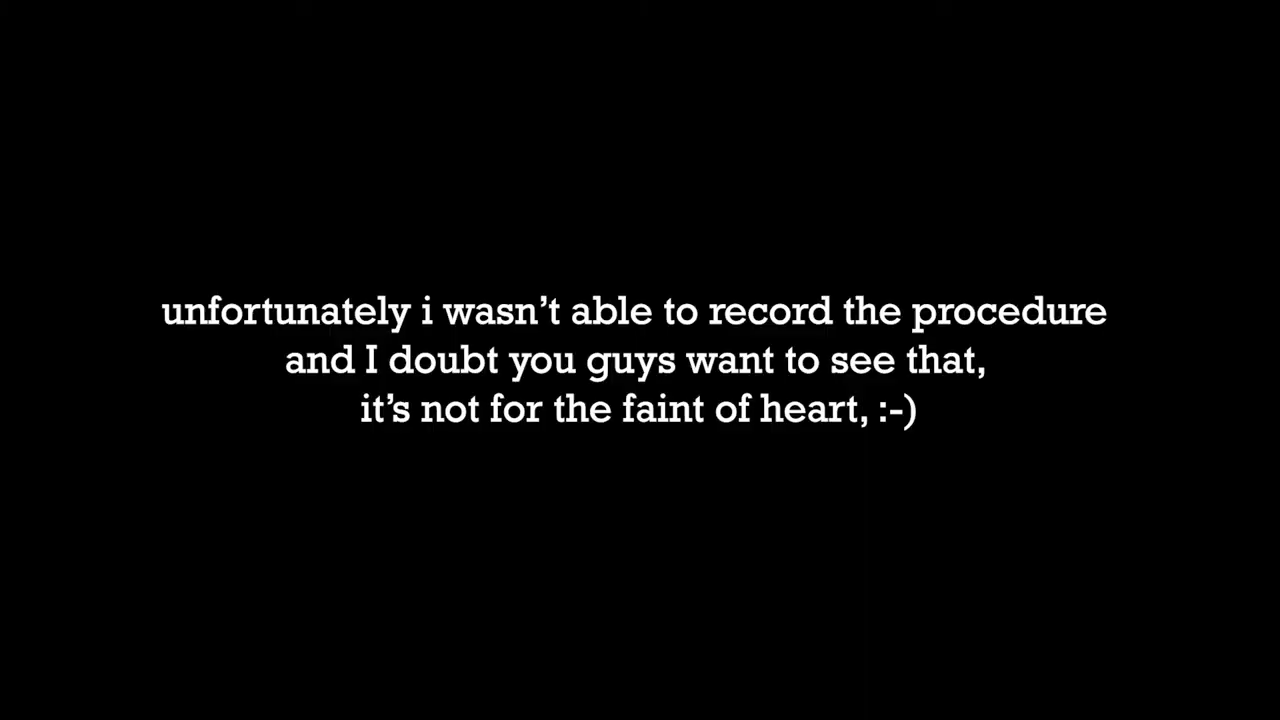 unfortunately i wasn’t able to record the procedure
and I doubt you guys want to see that,
it’s not for the faint of heart, :-)